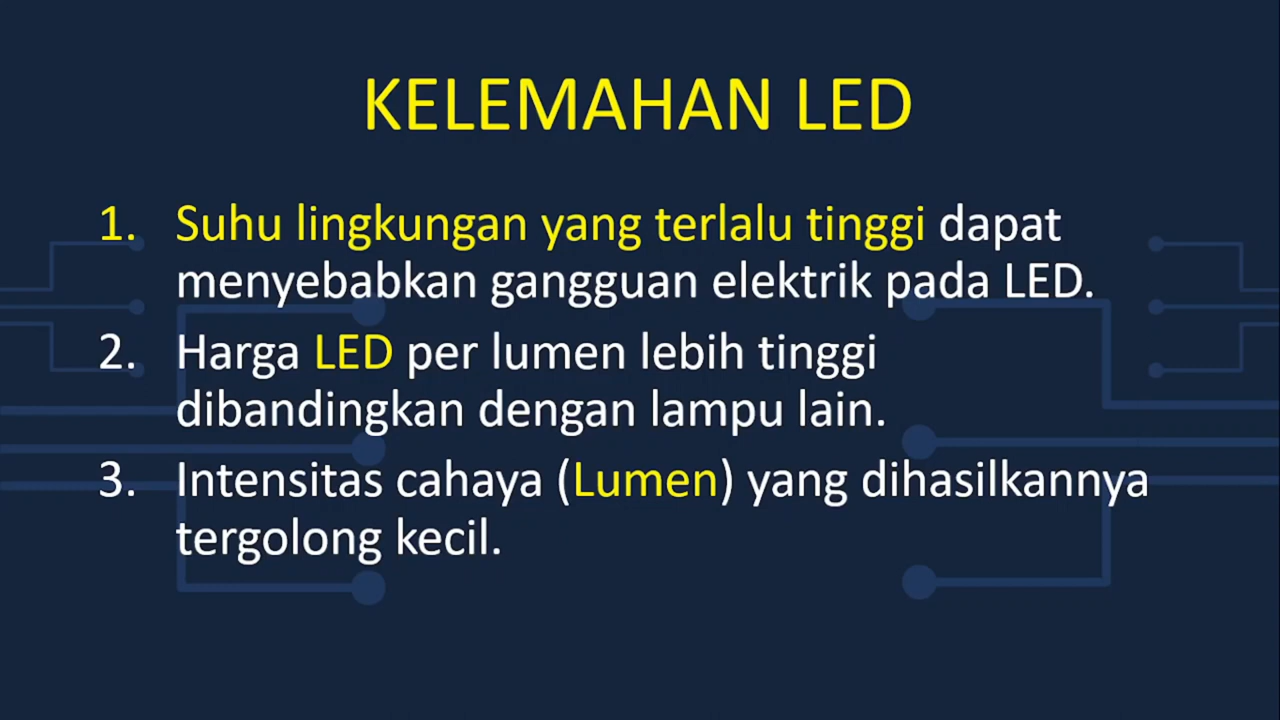 KELEMAHAN LED
1. Suhu lingkungan yang terlalu tinggi dapat
menyebabkan gangguan elektrik pada LED.
2. Harga LED per lumen lebih tinggi
dibandingkan dengan lampu lain.
3. Intensitas cahaya (Lumen) yang dihasilkannya
tergolong kecil.